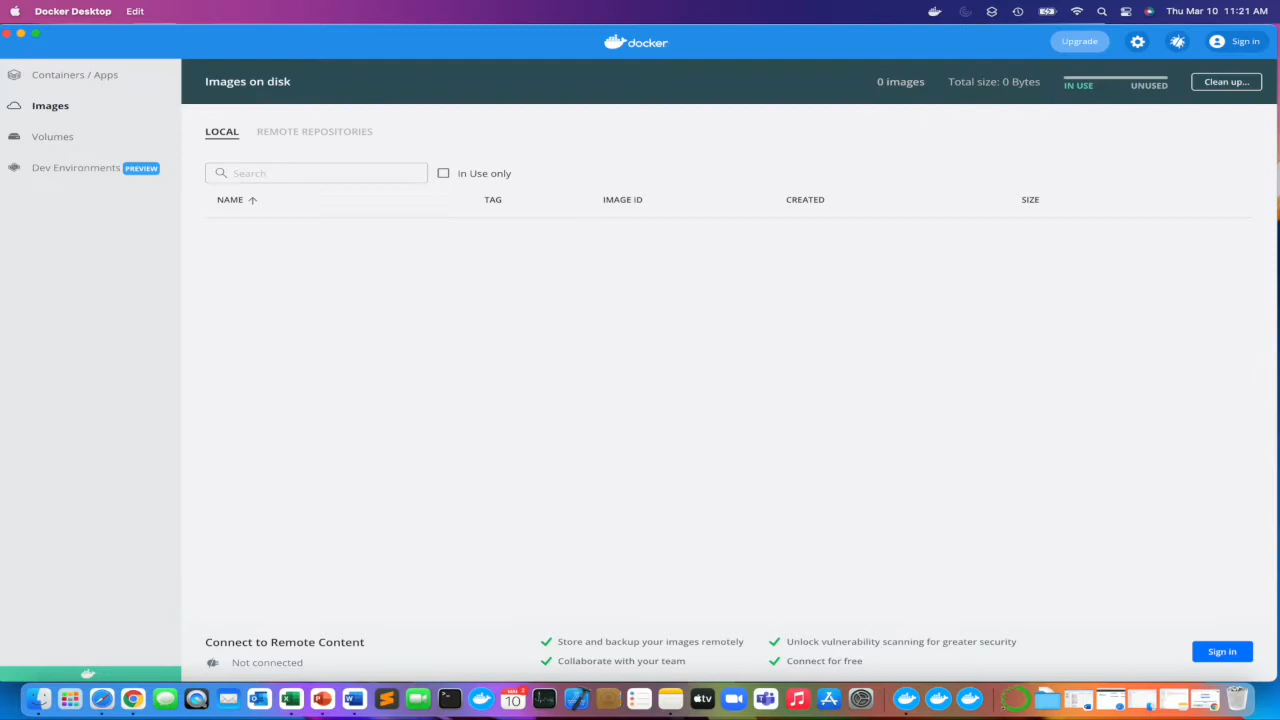 Docker Desktop Edit Thu Mar 10 11:21 AM
docker Upgrade Sign in
Containers / Apps
Images
Volumes
Dev Environments PREVIEW
Images on disk 0 images Total size: 0 Bytes IN USE UNUSED Clean up...
LOCAL REMOTE REPOSITORIES
Search In Use only
NAME TAG IMAGE ID CREATED SIZE
Connect to Remote Content
Not connected
Store and backup your images remotely
Collaborate with your team
Unlock vulnerability scanning for greater security
Connect for free
Sign in
10
tv